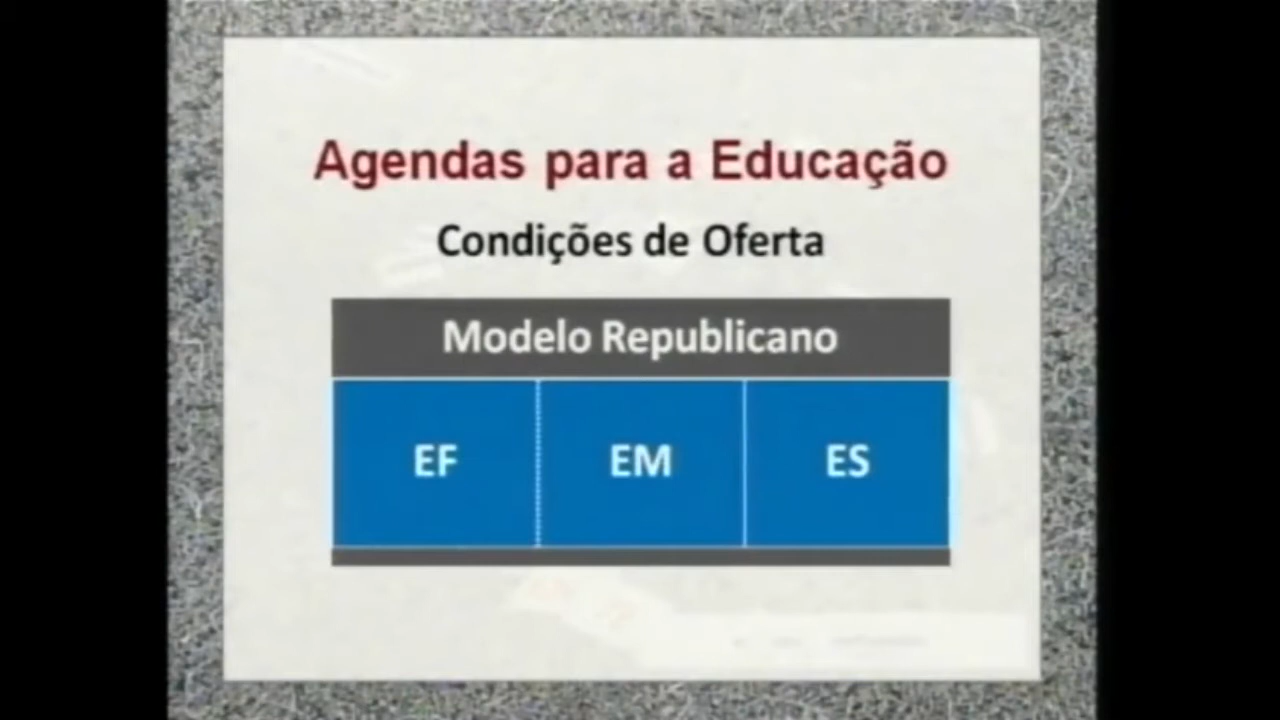 Agendas para a Educação
Condições de Oferta
Modelo Republicano
EF EM ES